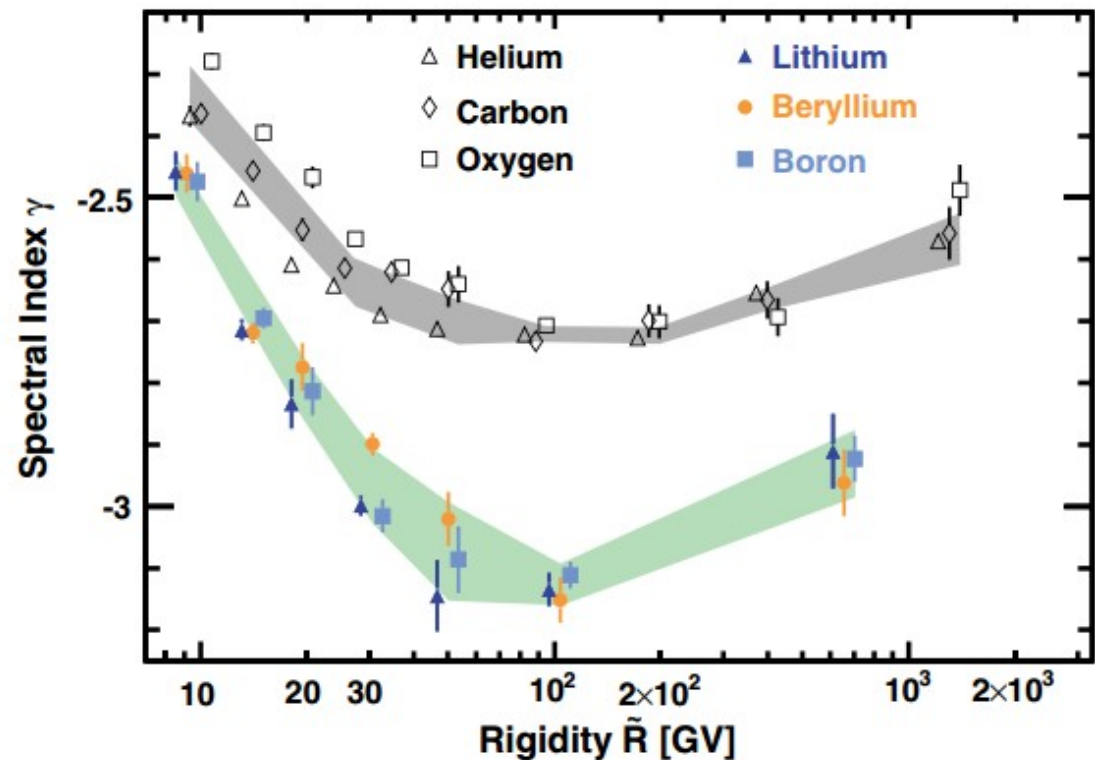 Helium
Carbon
Oxygen
Lithium
Beryllium
Boron
Spectral Index γ
-2.5
-3
10
20
30
10²
2×10²
10³
2×10³
Rigidity R̃ [GV]